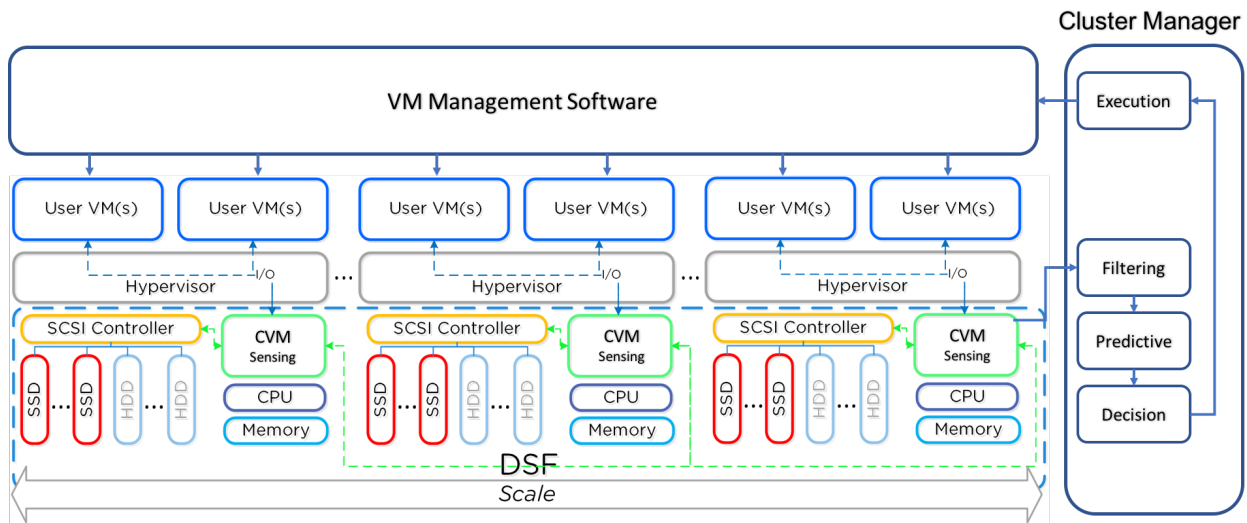 Cluster Manager
VM Management Software
Execution
User VM(s)
User VM(s)
User VM(s)
User VM(s)
User VM(s)
User VM(s)
I/O
Hypervisor
...
I/O
Hypervisor
...
I/O
Hypervisor
Filtering
SCSI Controller
CVM
Sensing
SCSI Controller
CVM
Sensing
SCSI Controller
CVM
Sensing
Predictive
SSD
...
SSD
HDD
...
HDD
CPU
Memory
SSD
...
SSD
HDD
...
HDD
CPU
Memory
SSD
...
SSD
HDD
...
HDD
CPU
Memory
Decision
DSF
Scale